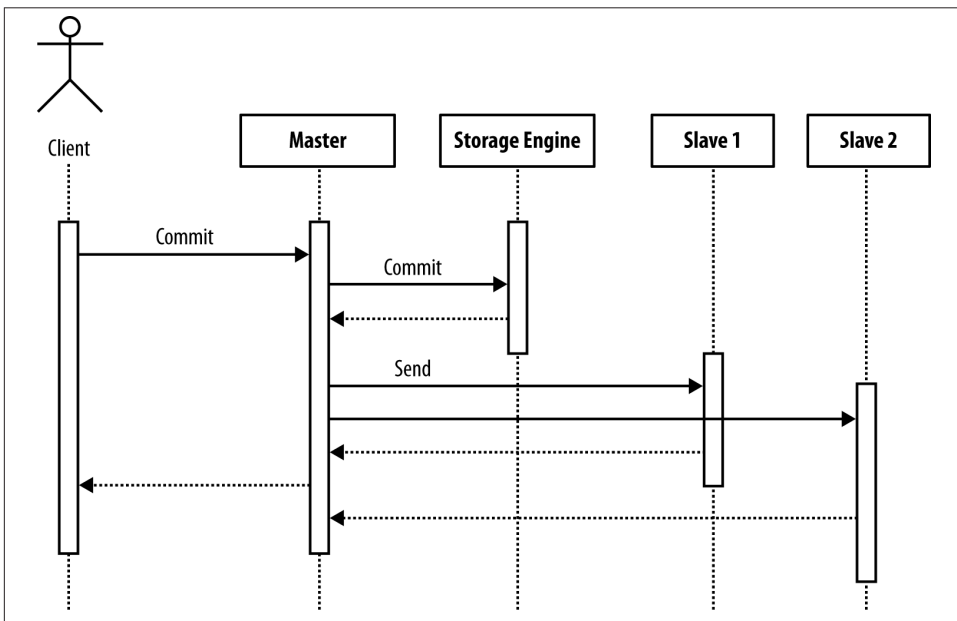 Client
Master
Storage Engine
Slave 1
Slave 2
Commit
Commit
Send